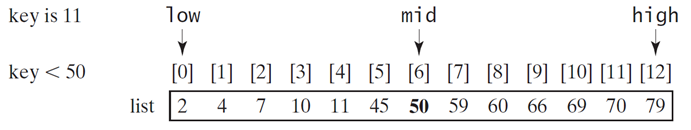 key is 11 low mid high
key < 50 [0] [1] [2] [3] [4] [5] [6] [7] [8] [9] [10] [11] [12]
list 2 4 7 10 11 45 50 59 60 66 69 70 79